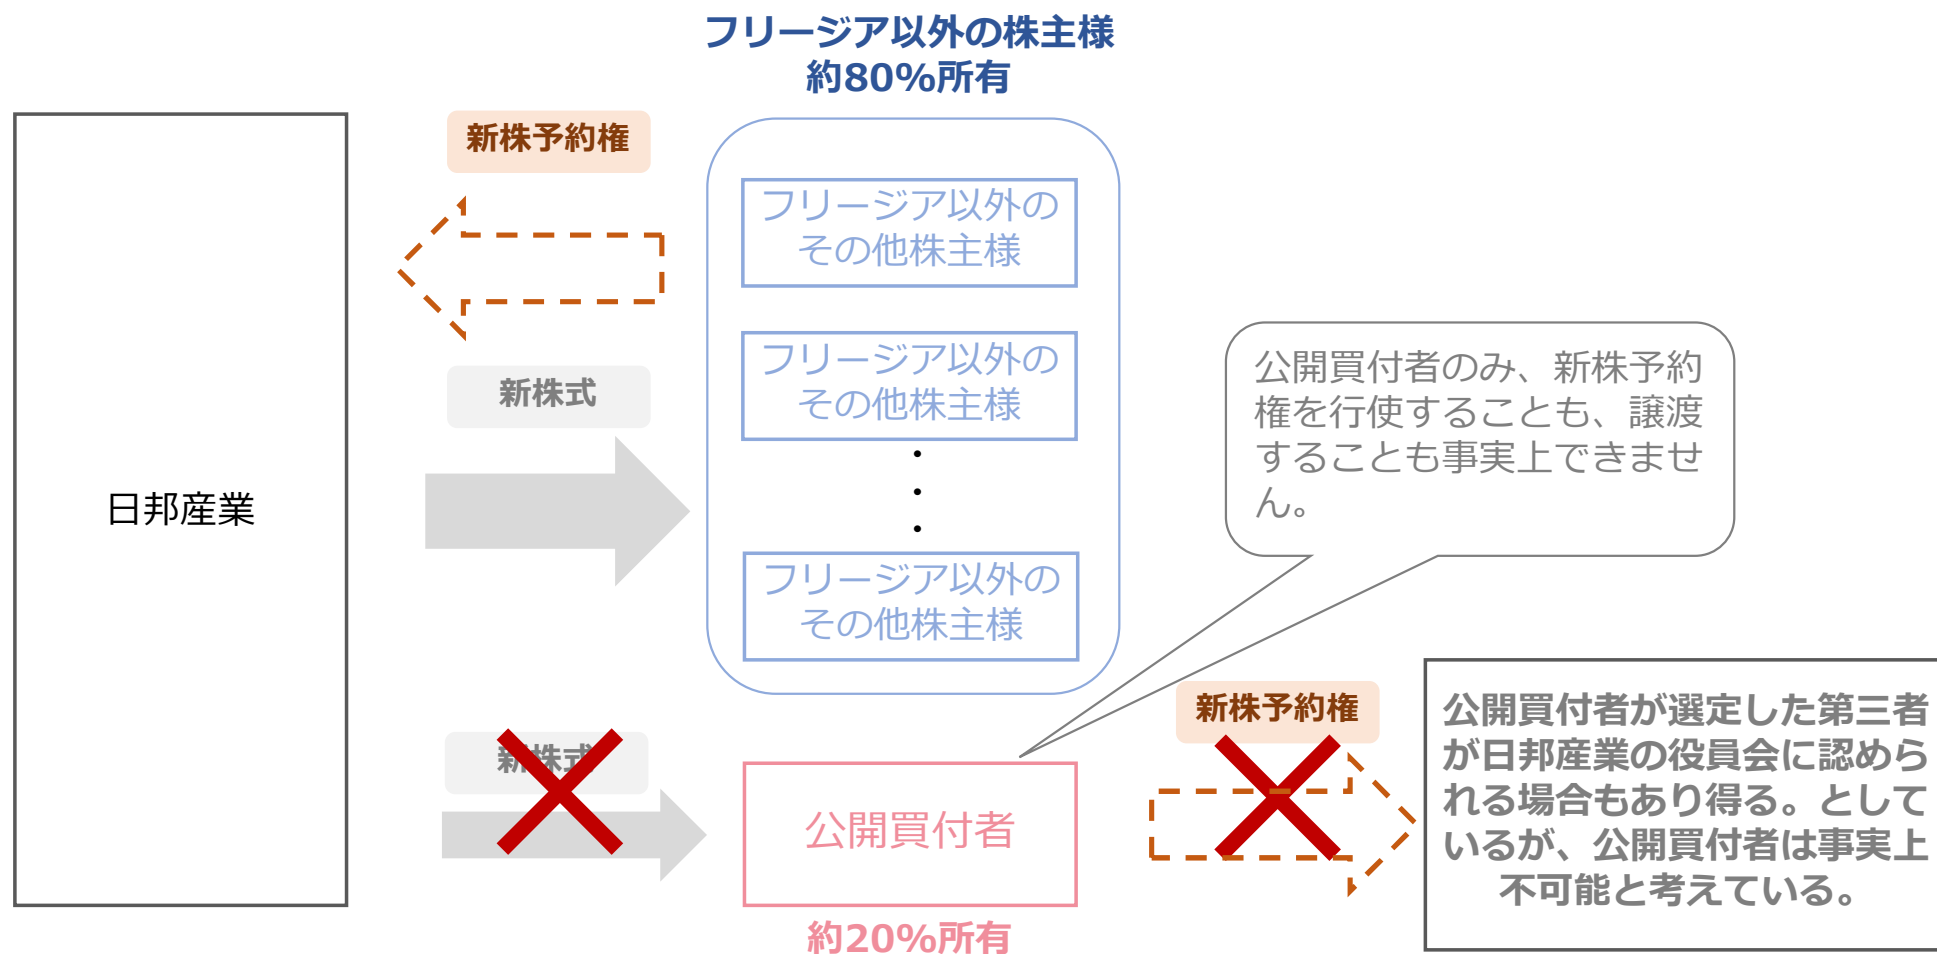 フリージア以外の株主様
約80%所有
新株予約権
フリージア以外の
その他株主様
フリージア以外の
その他株主様
・
・
・
フリージア以外の
その他株主様
新株式
日邦産業
公開買付者のみ、新株予約
権を行使することも、譲渡
することも事実上できませ
ん。
新株式
公開買付者
約20%所有
新株予約権
公開買付者が選定した第三者
が日邦産業の役員会に認めら
れる場合もあり得る。として
いるが、公開買付者は事実上
不可能と考えている。